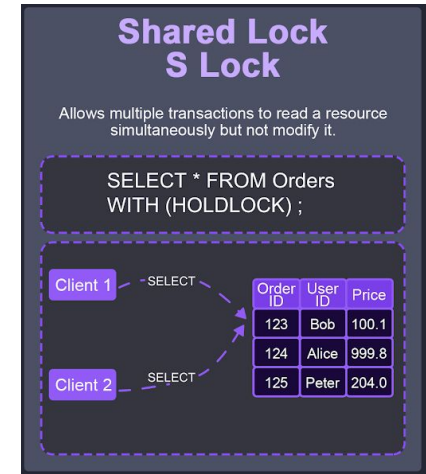 Shared Lock
S Lock
Allows multiple transactions to read a resource
simultaneously but not modify it.
SELECT * FROM Orders
WITH (HOLDLOCK) ;
Client 1
SELECT
Client 2
SELECT
Order ID User ID Price
123 Bob 100.1
124 Alice 999.8
125 Peter 204.0